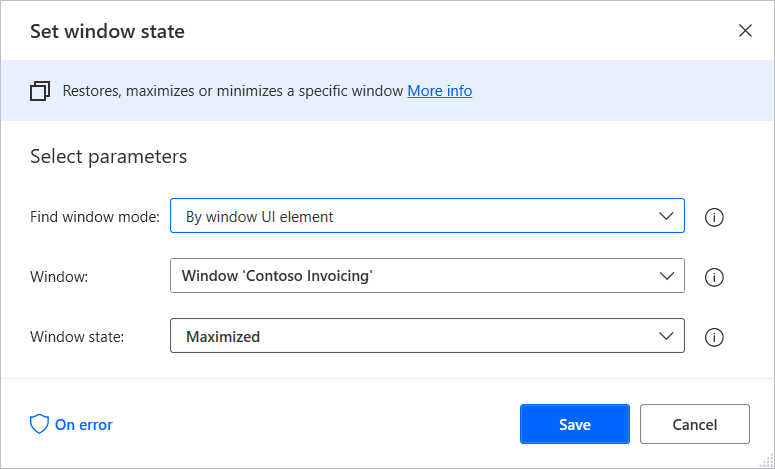 Set window state
Restores, maximizes or minimizes a specific window More info
Select parameters
Find window mode: By window UI element
Window: Window 'Contoso Invoicing'
Window state: Maximized
On error Save Cancel